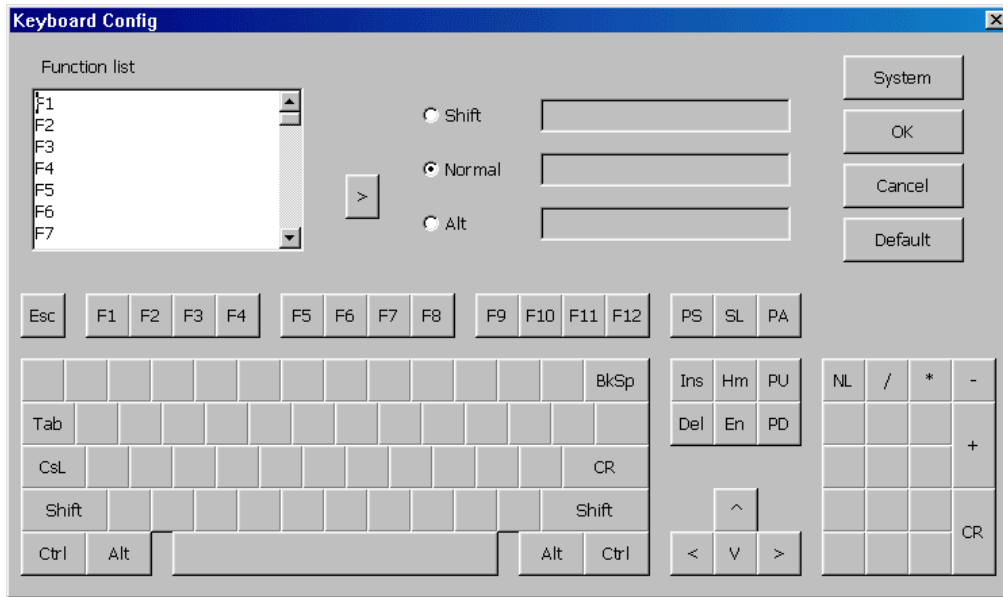 Keyboard Config
Function list
F1
F2
F3
F4
F5
F6
F7
>
Shift
Normal
Alt
System
OK
Cancel
Default
Esc F1 F2 F3 F4 F5 F6 F7 F8 F9 F10 F11 F12 PS SL PA
BkSp Ins Hm PU NL / * -
Tab Del En PD
CsL CR +
Shift Shift ^
Ctrl Alt Alt Ctrl < V > CR